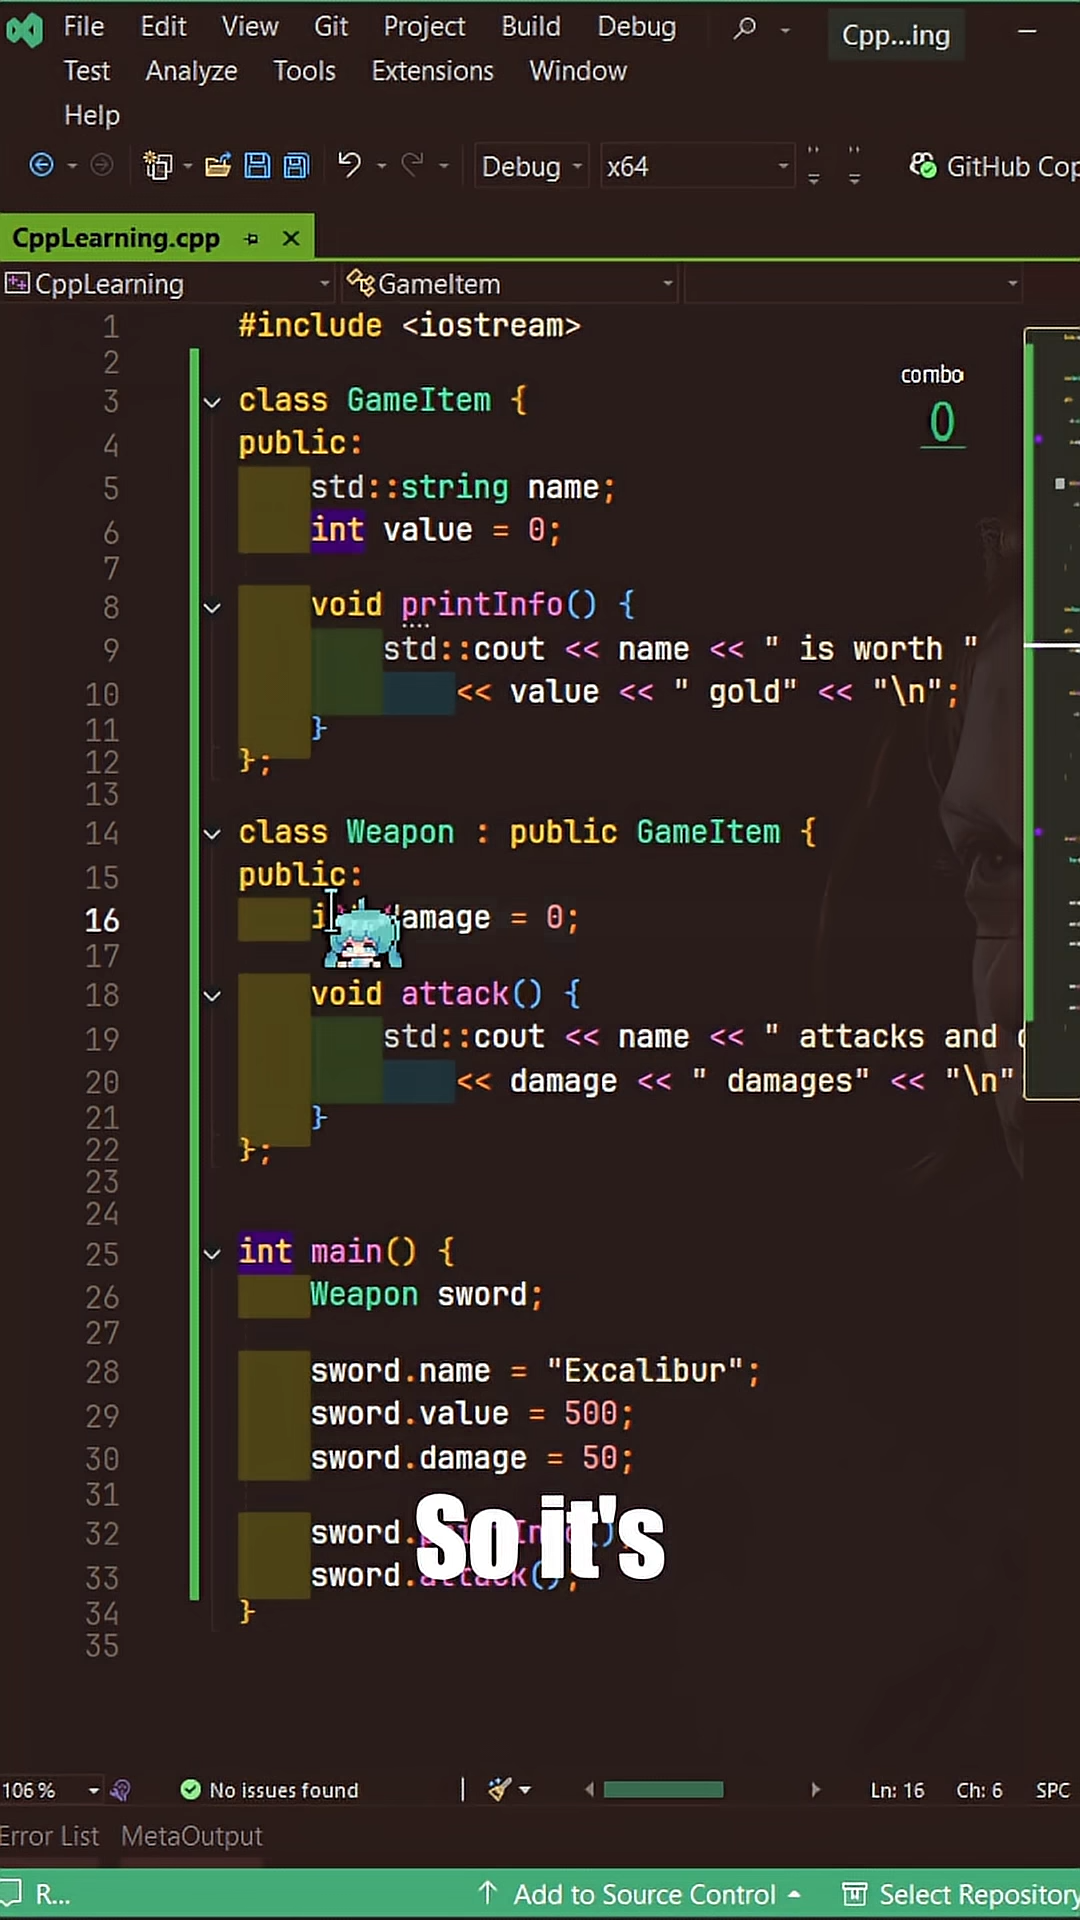 File Edit View Git Project Build Debug Cpp...ing
Test Analyze Tools Extensions Window
Help
Debug x64 GitHub Cop
CppLearning.cpp
CppLearning GameItem
1 #include <iostream>
2
combo
3 class GameItem {
0
4 public:
5 std::string name;
6 int value = 0;
7
8 void printInfo() {
9 std::cout << name << " is worth "
10 << value << " gold" << "\n";
11 }
12 };
13
14 class Weapon : public GameItem {
15 public:
16 damage = 0;
17
18 void attack() {
19 std::cout << name << " attacks and
20 << damage << " damages" << "\n"
21 }
22 };
23
24
25 int main() {
26 Weapon sword;
27
28 sword.name = "Excalibur";
29 sword.value = 500;
30 sword.damage = 50;
31
So it's
32 sword.printInfo()
33 sword.attack();
34 }
35
106 % No issues found Ln: 16 Ch: 6 SPC
Error List MetaOutput
R... Add to Source Control Select Repository